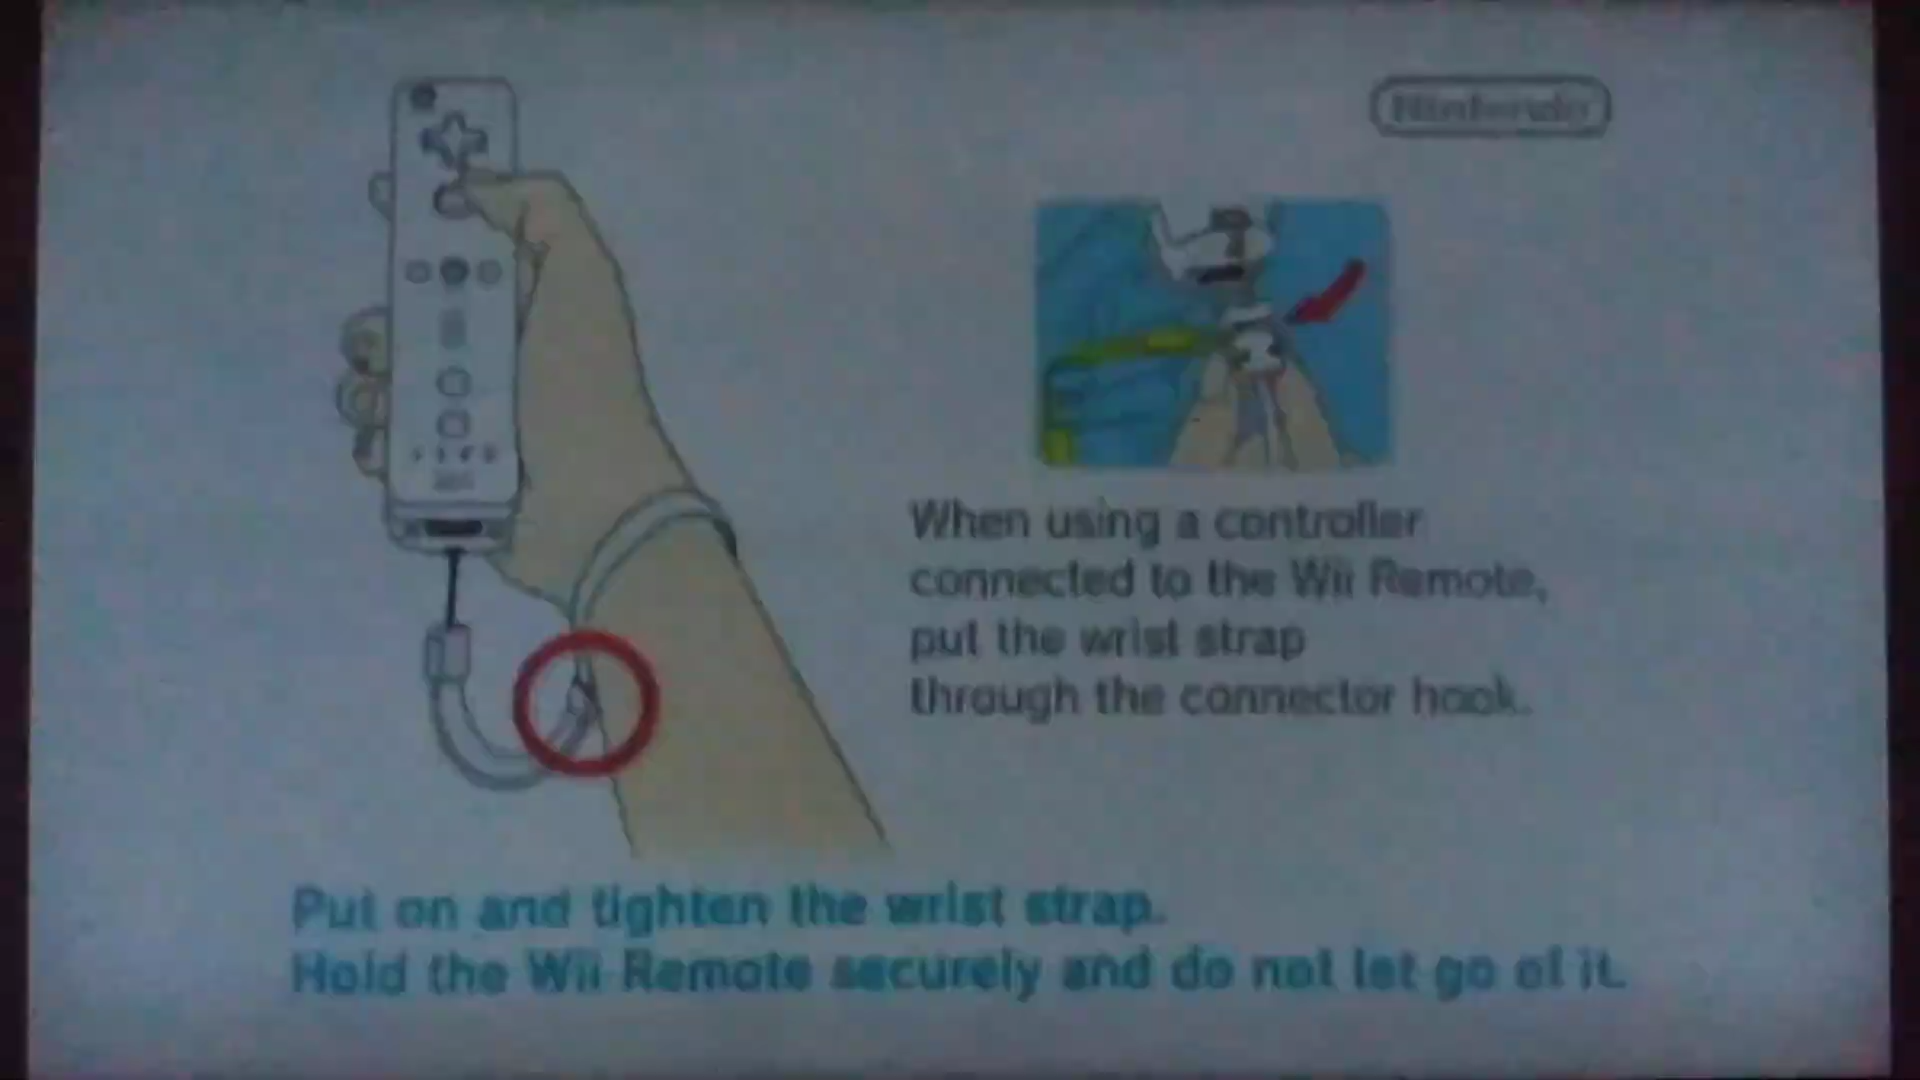 Nintendo
When using a controller
connected to the Wii Remote,
put the wrist strap
through the connector hook.
Put on and tighten the wrist strap.
Hold the Wii Remote securely and do not let go of it.